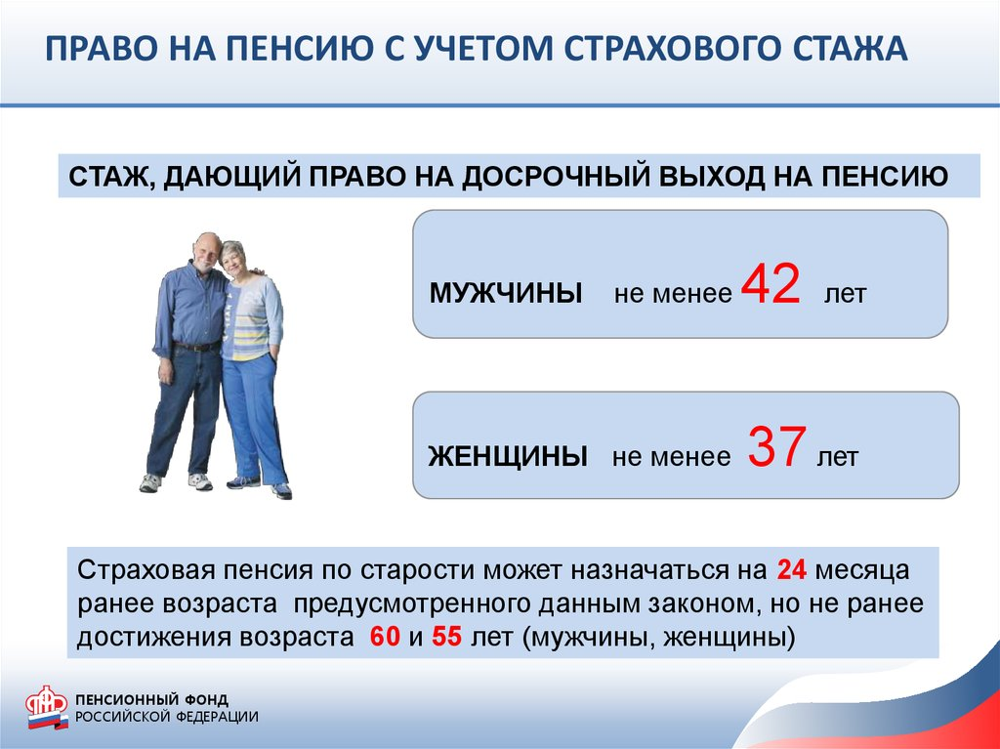 ПРАВО НА ПЕНСИЮ С УЧЕТОМ СТРАХОВОГО СТАЖА
СТАЖ, ДАЮЩИЙ ПРАВО НА ДОСРОЧНЫЙ ВЫХОД НА ПЕНСИЮ
МУЖЧИНЫ не менее 42 лет
ЖЕНЩИНЫ не менее 37 лет
Страховая пенсия по старости может назначаться на 24 месяца
ранее возраста предусмотренного данным законом, но не ранее
достижения возраста 60 и 55 лет (мужчины, женщины)
ПЕНСИОННЫЙ ФОНД
РОССИЙСКОЙ ФЕДЕРАЦИИ